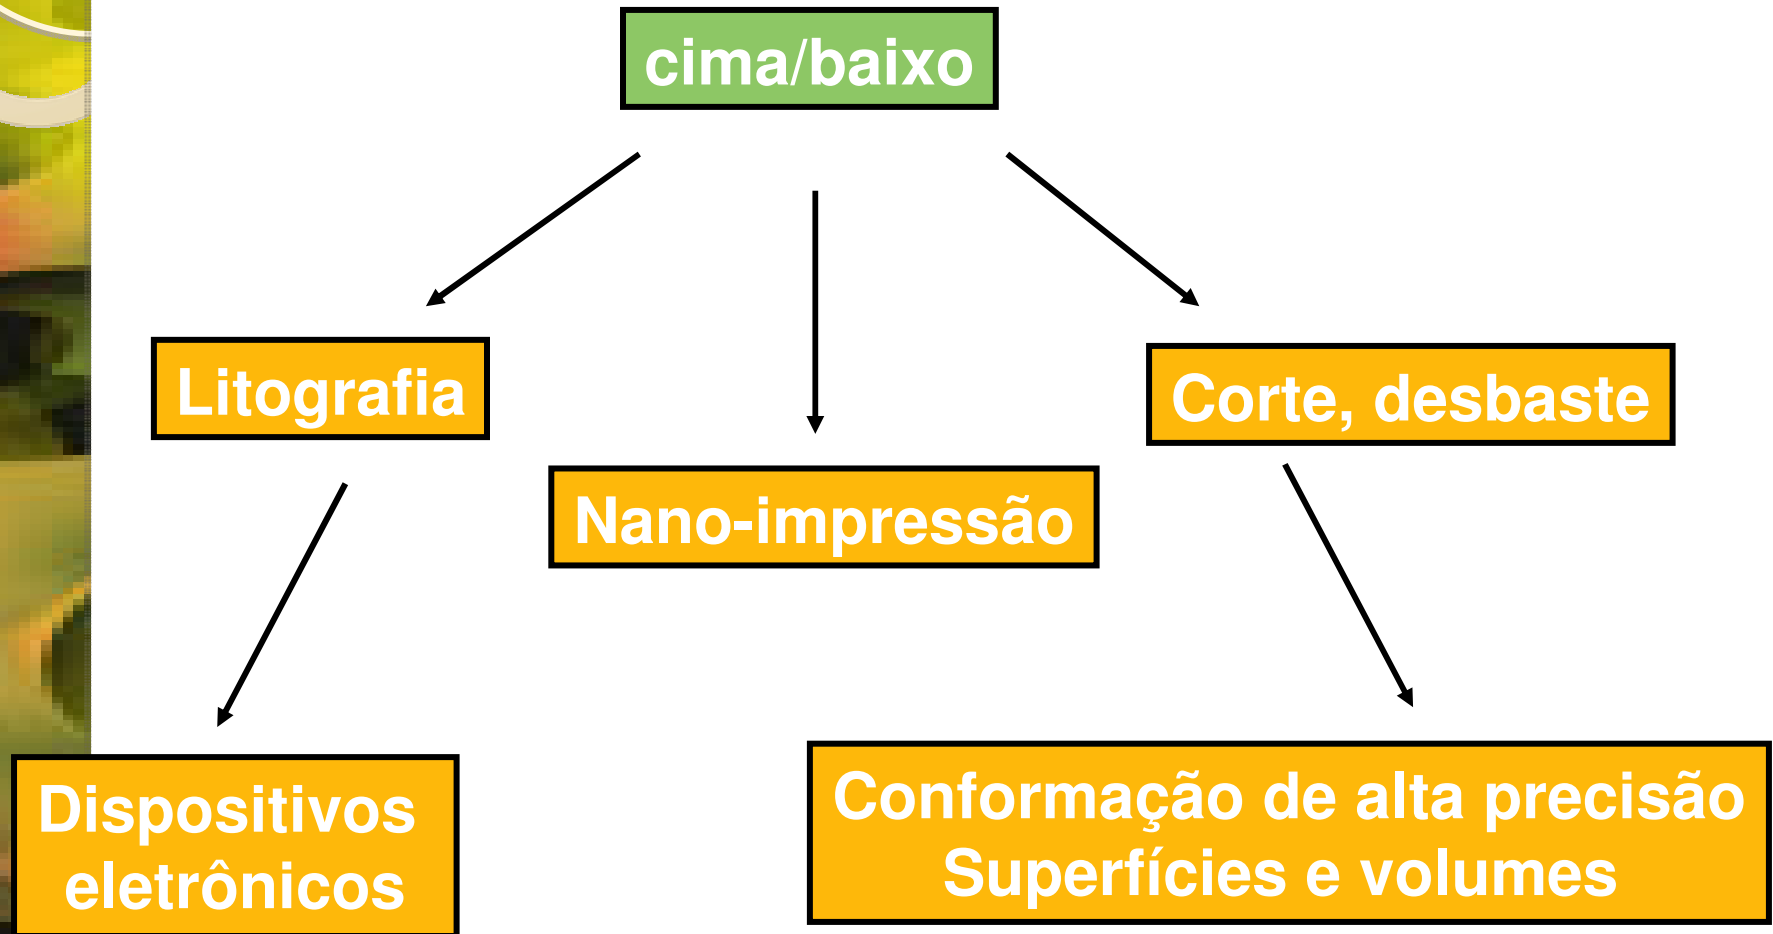 cima/baixo
Litografia
Corte, desbaste
Nano-impressão
Dispositivos
eletrônicos
Conformação de alta precisão
Superfícies e volumes